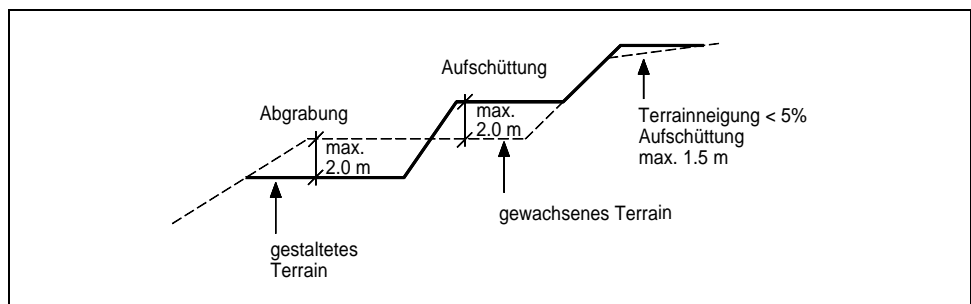 Aufschüttung
Abgrabung
max.
2.0 m
max.
2.0 m
Terrainneigung < 5%
Aufschüttung
max. 1.5 m
gewachsenes Terrain
gestaltetes
Terrain